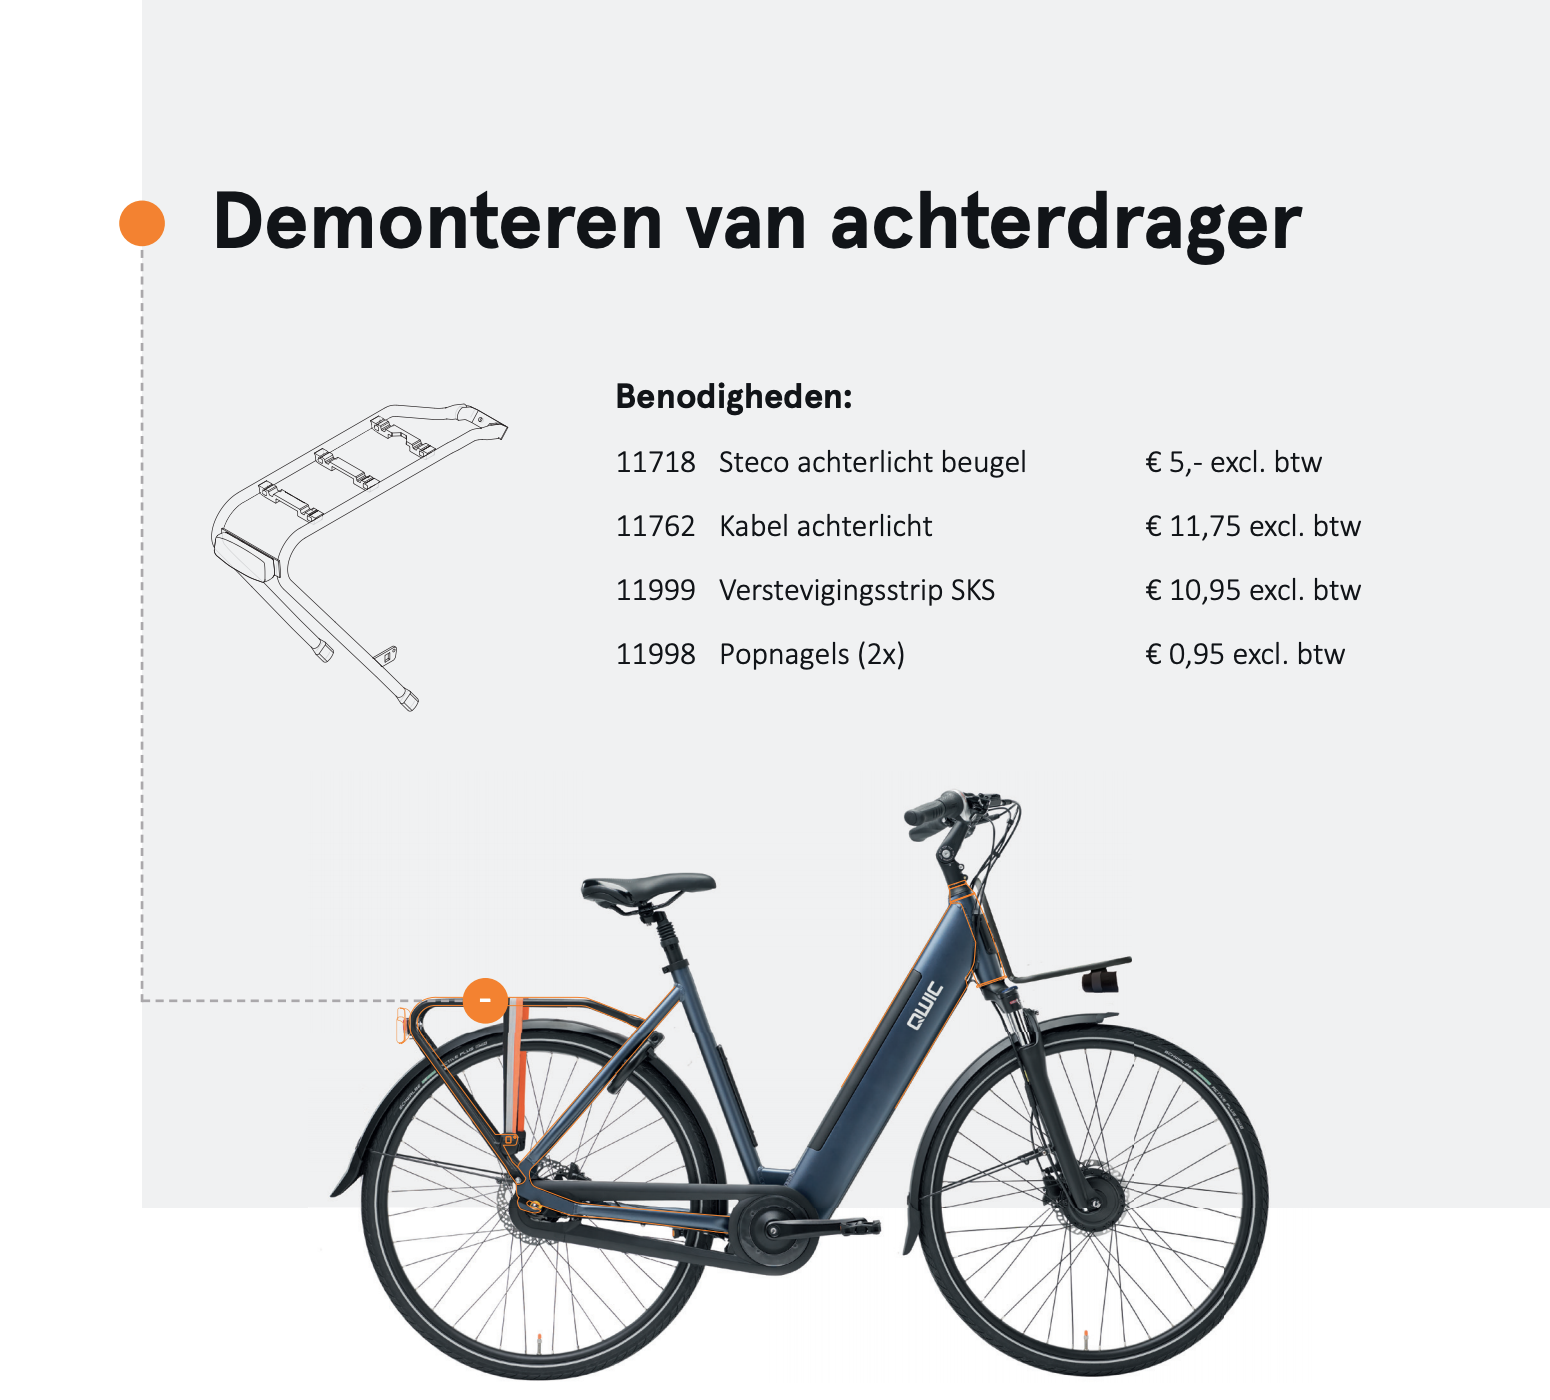 Demonteren van achterdrager
Benodigheden:
11718 Steco achterlicht beugel € 5,- excl. btw
11762 Kabel achterlicht € 11,75 excl. btw
11999 Verstevigingsstrip SKS € 10,95 excl. btw
11998 Popnagels (2x) € 0,95 excl. btw
QWIC